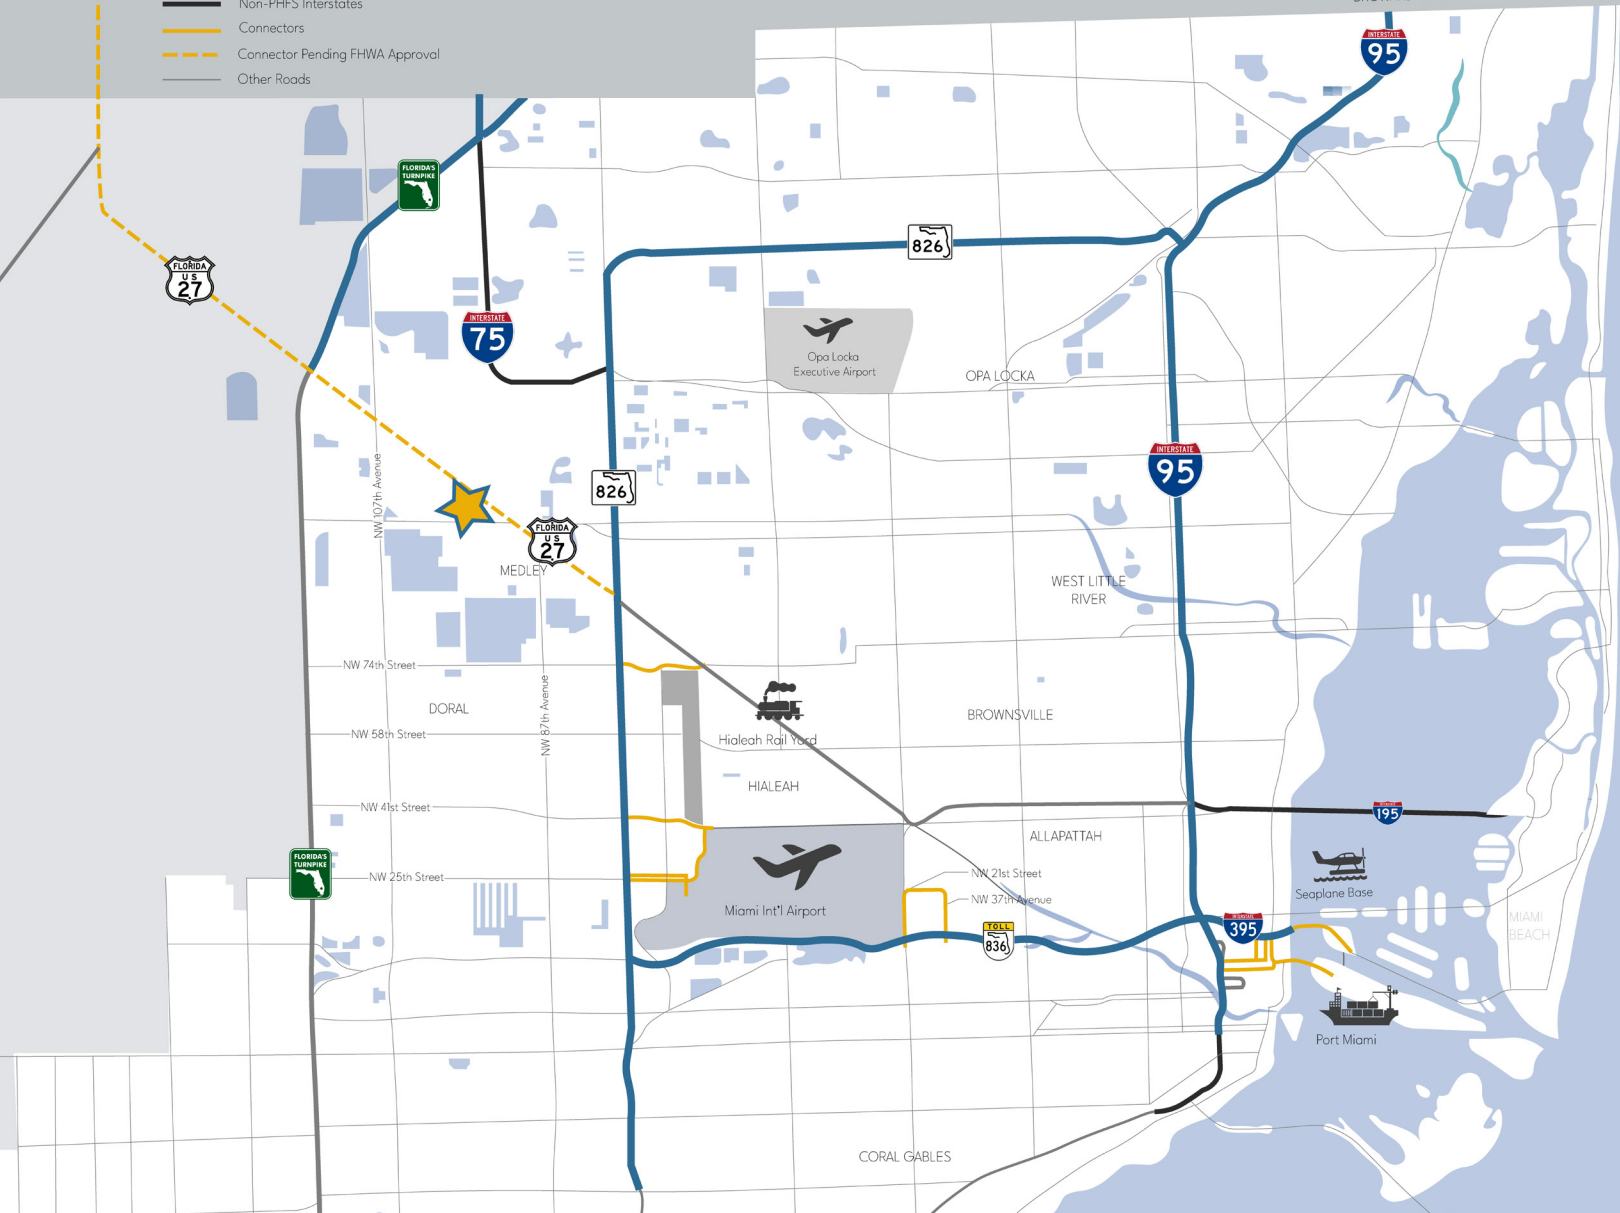 Non-PHFS Interstates
Connectors
Connector Pending FHWA Approval
Other Roads
INTERSTATE
95
FLORIDA'S
TURNPIKE
826
FLORIDA
US
27
INTERSTATE
75
Opa Locka
Executive Airport
OPA LOCKA
INTERSTATE
95
NW 107th Avenue
826
FLORIDA
US
27
MEDLEY
WEST LITTLE
RIVER
NW 74th Street
DORAL
NW 87th Avenue
NW 58th Street
Hialeah Rail Yard
BROWNSVILLE
HIALEAH
NW 41st Street
195
ALLAPATTAH
FLORIDA'S
TURNPIKE
NW 25th Street
NW 21st Street
NW 37th Avenue
Miami Int'l Airport
Seaplane Base
INTERSTATE
395
TOLL
836
MIAMI
BEACH
Port Miami
CORAL GABLES